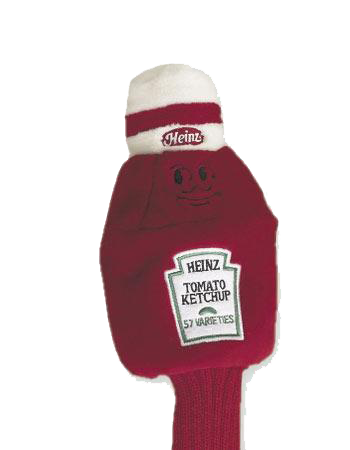 Heinz
HEINZ
TOMATO
KETCHUP
57 VARIETIES